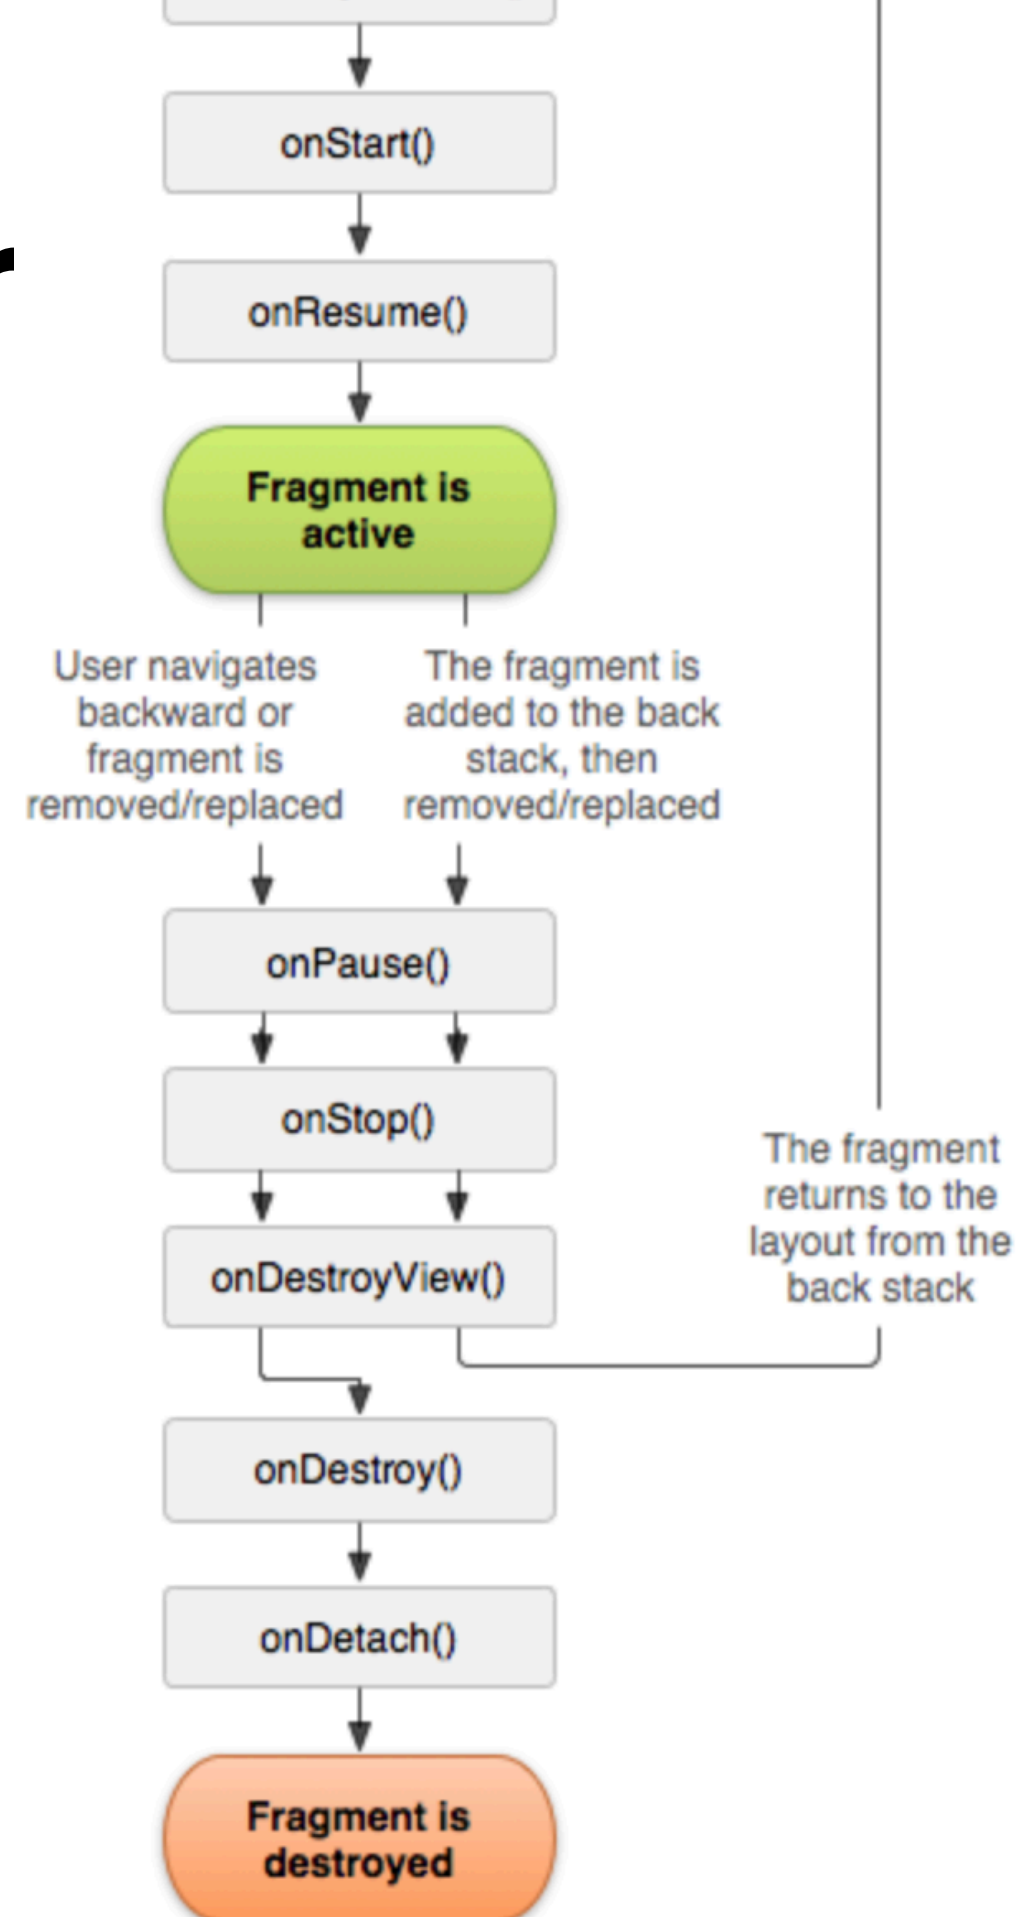 onStart()
onResume()
Fragment is
active
User navigates
backward or
fragment is
removed/replaced
The fragment is
added to the back
stack, then
removed/replaced
onPause()
onStop()
onDestroyView()
The fragment
returns to the
layout from the
back stack
onDestroy()
onDetach()
Fragment is
destroyed